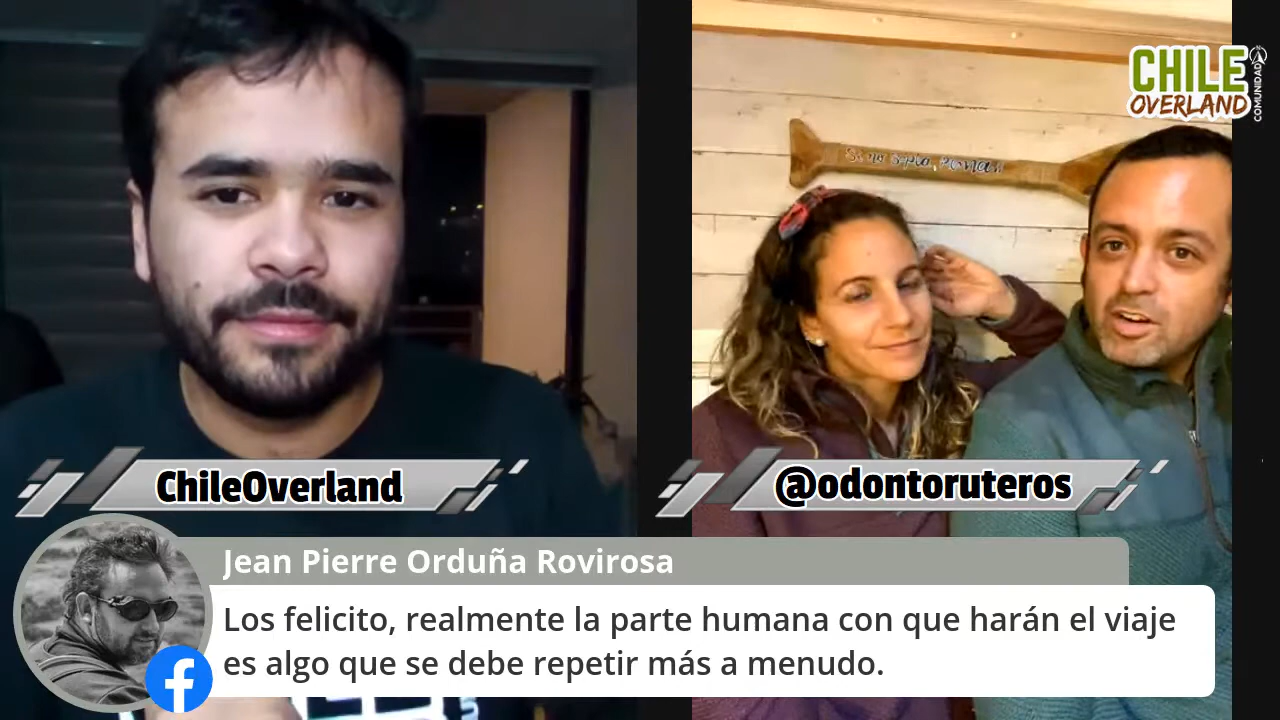 CHILE
OVERLAND
COMUNIDAD
ChileOverland
@odontoruteros
Jean Pierre Orduña Rovirosa
Los felicito, realmente la parte humana con que harán el viaje
es algo que se debe repetir más a menudo.